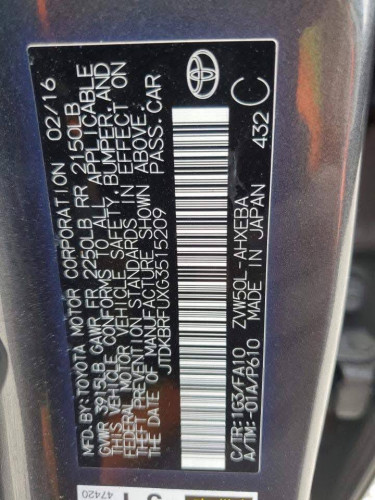 MFD.BY:TOYOTA MOTOR CORPORATION 02/16
GVWR 3915LB GAWR FR 2250LB RR 2150LB
THIS VEHICLE CONFORMS TO ALL APPLICABLE
FEDERAL MOTOR VEHICLE SAFETY, BUMPER,AND
THEFT PREVENTION STANDARDS IN EFFECT ON
THE DATE OF MANUFACTURE SHOWN ABOVE.
JTDKBRFUXG3515209 PASS.CAR
C/TR:1G3/FA10 ZVW50L-AHXEBA
A/TM:-01A/P610 MADE IN JAPAN
432 C
47420